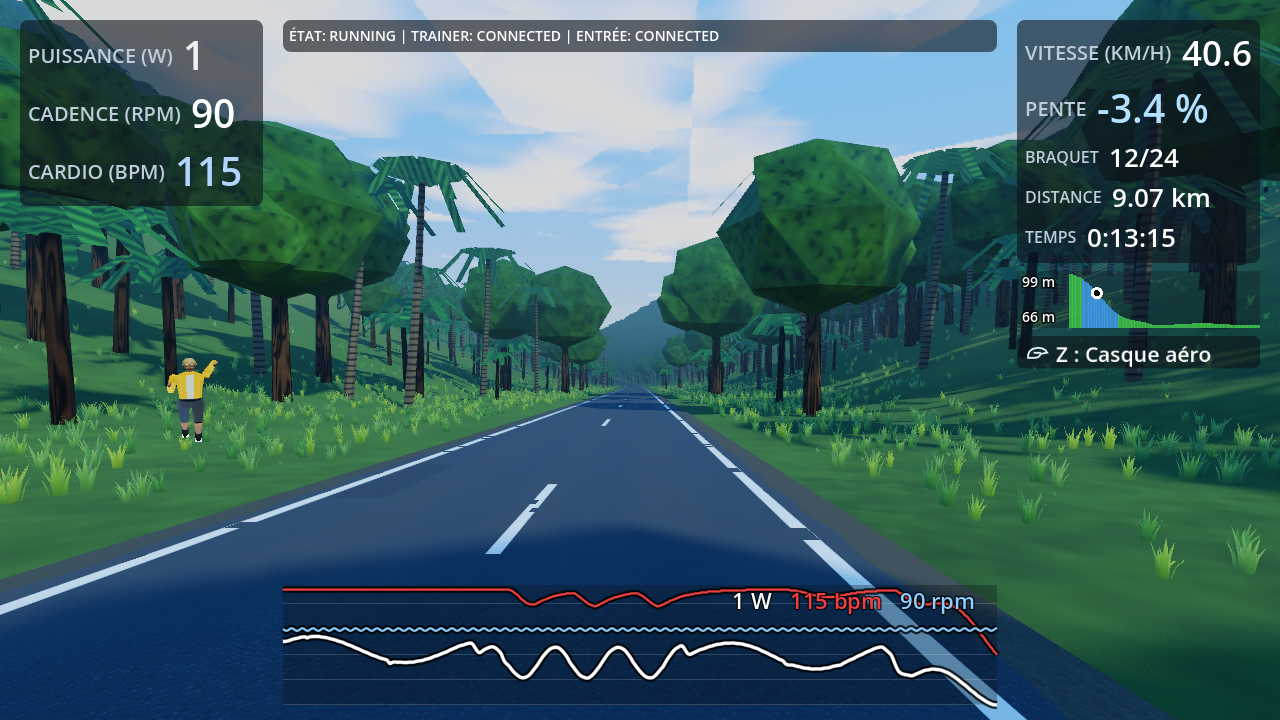 PUISSANCE (W) 1
CADENCE (RPM) 90
CARDIO (BPM) 115
ÉTAT: RUNNING | TRAINER: CONNECTED | ENTRÉE: CONNECTED
VITESSE (KM/H) 40.6
PENTE -3.4 %
BRAQUET 12/24
DISTANCE 9.07 km
TEMPS 0:13:15
99 m
66 m
Z : Casque aéro
1 W 115 bpm 90 rpm